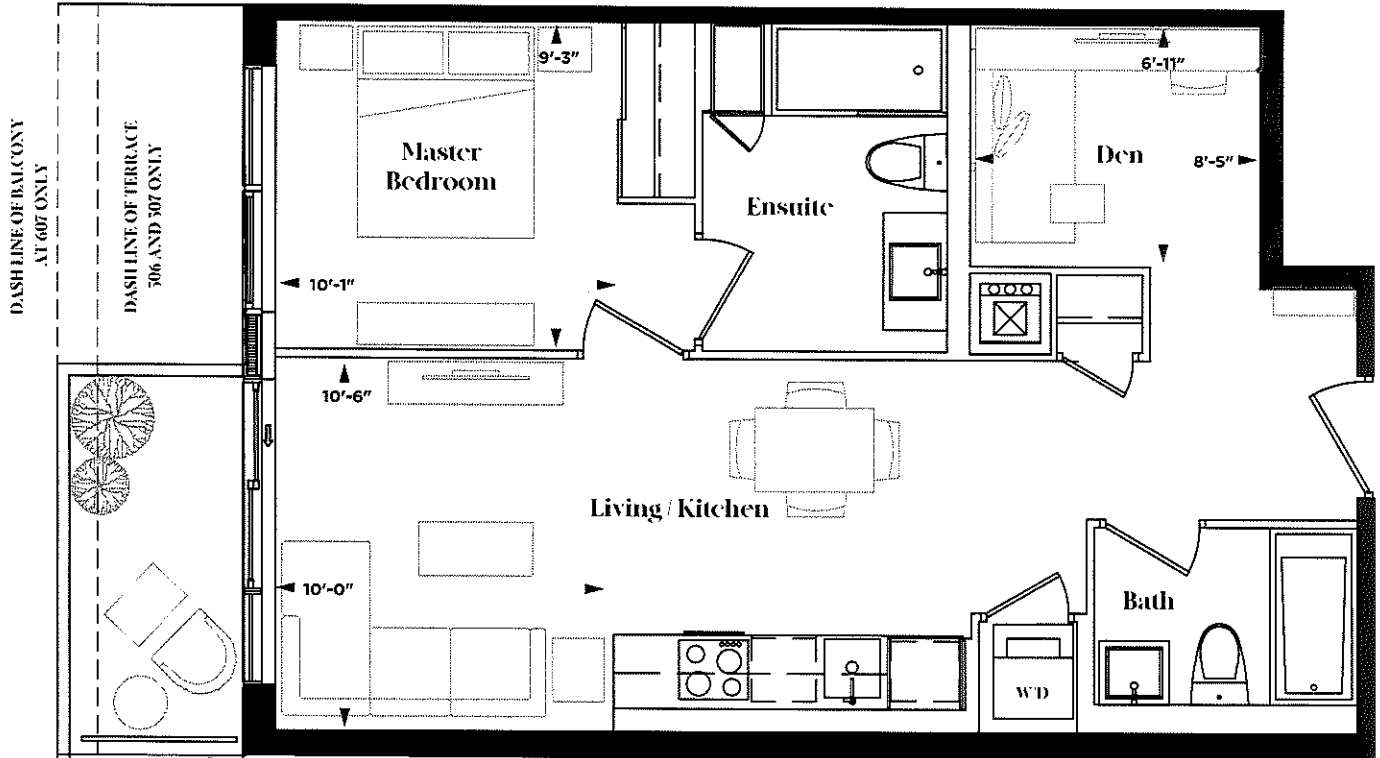 DASH LINE OF BALCONY
AT 607 ONLY
DASH LINE OF TERRACE
506 AND 507 ONLY
9'-3"
Master
Bedroom
10'-1"
Ensuite
6'-11"
Den
8'-5"
10'-6"
Living / Kitchen
10'-0"
Bath
W/D